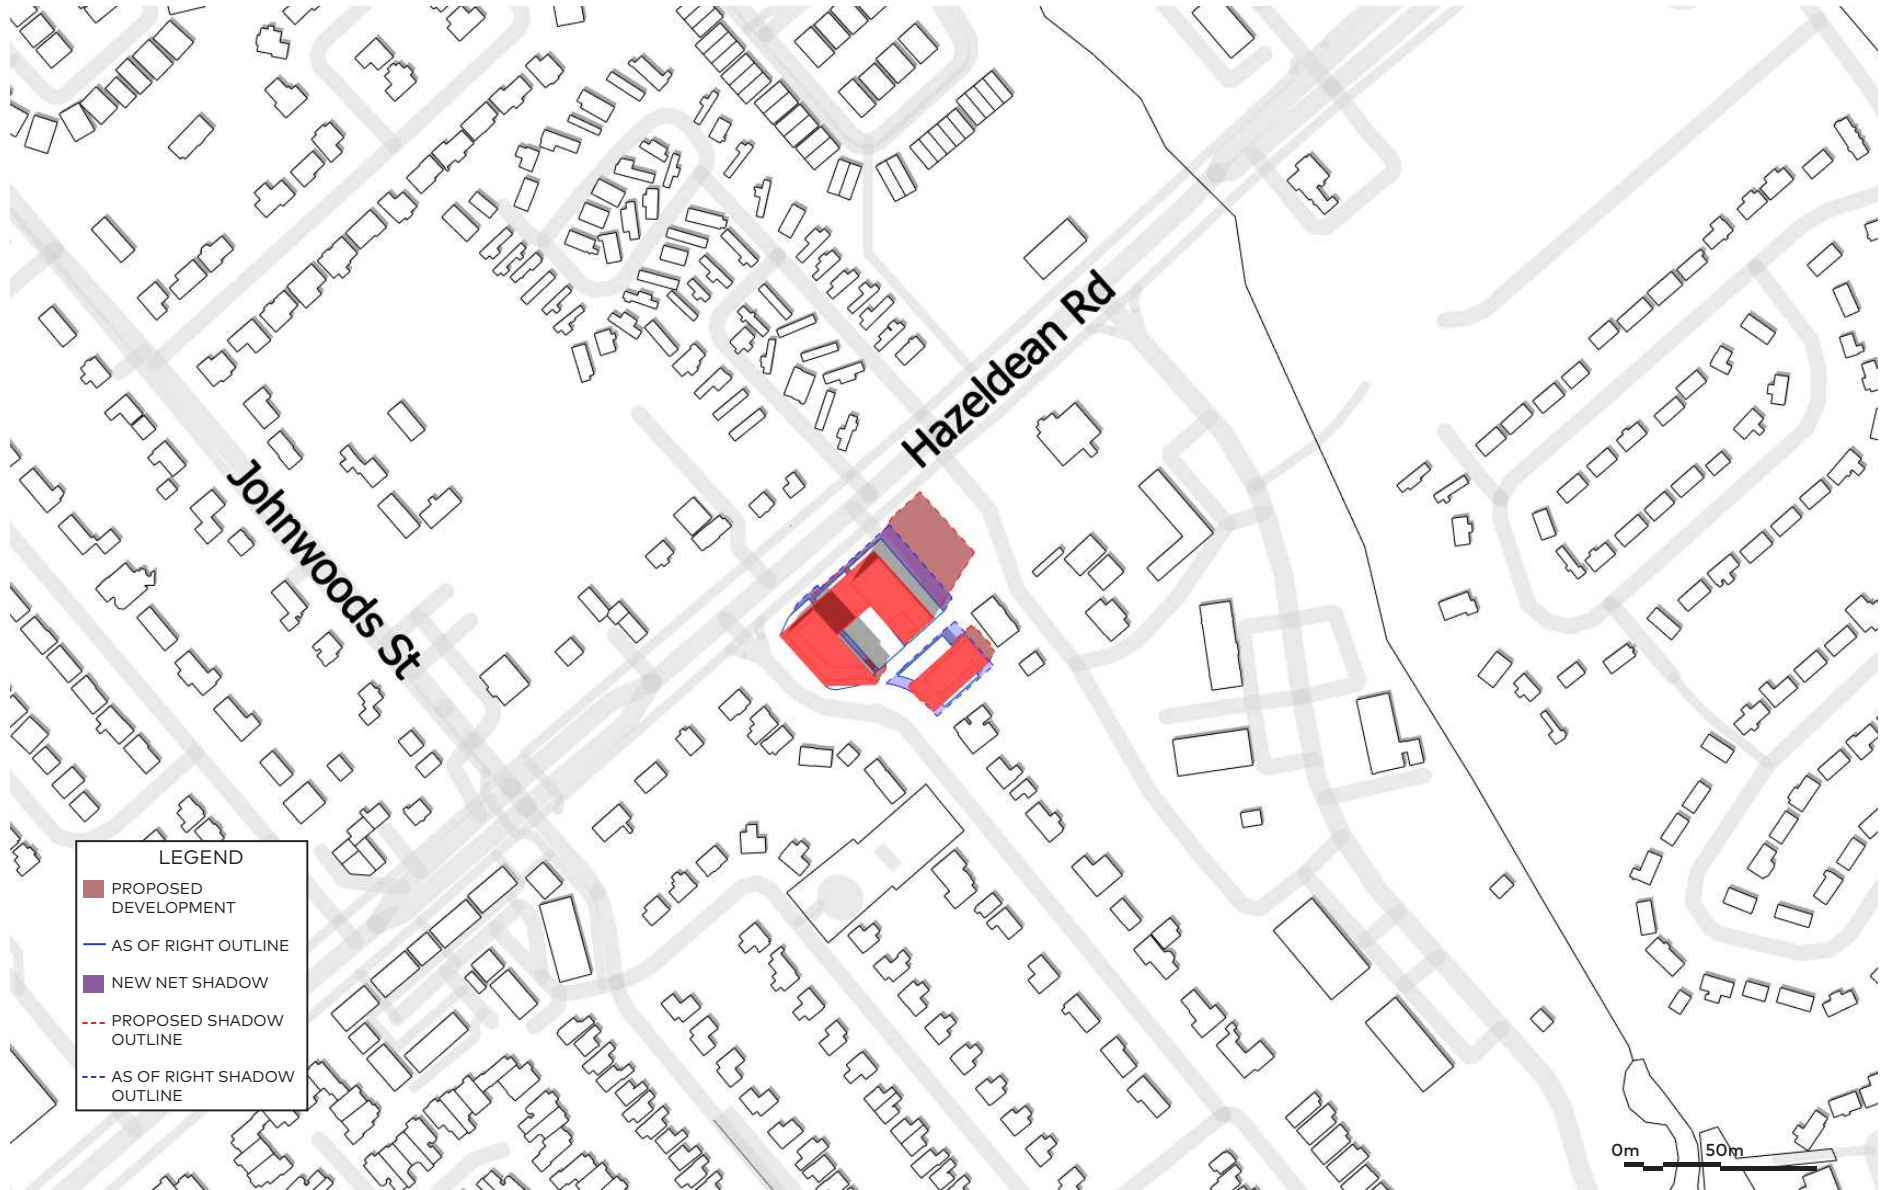 Hazeldean Rd
Johnwoods St
LEGEND
PROPOSED
DEVELOPMENT
AS OF RIGHT OUTLINE
NEW NET SHADOW
PROPOSED SHADOW
OUTLINE
AS OF RIGHT SHADOW
OUTLINE
0m 50m